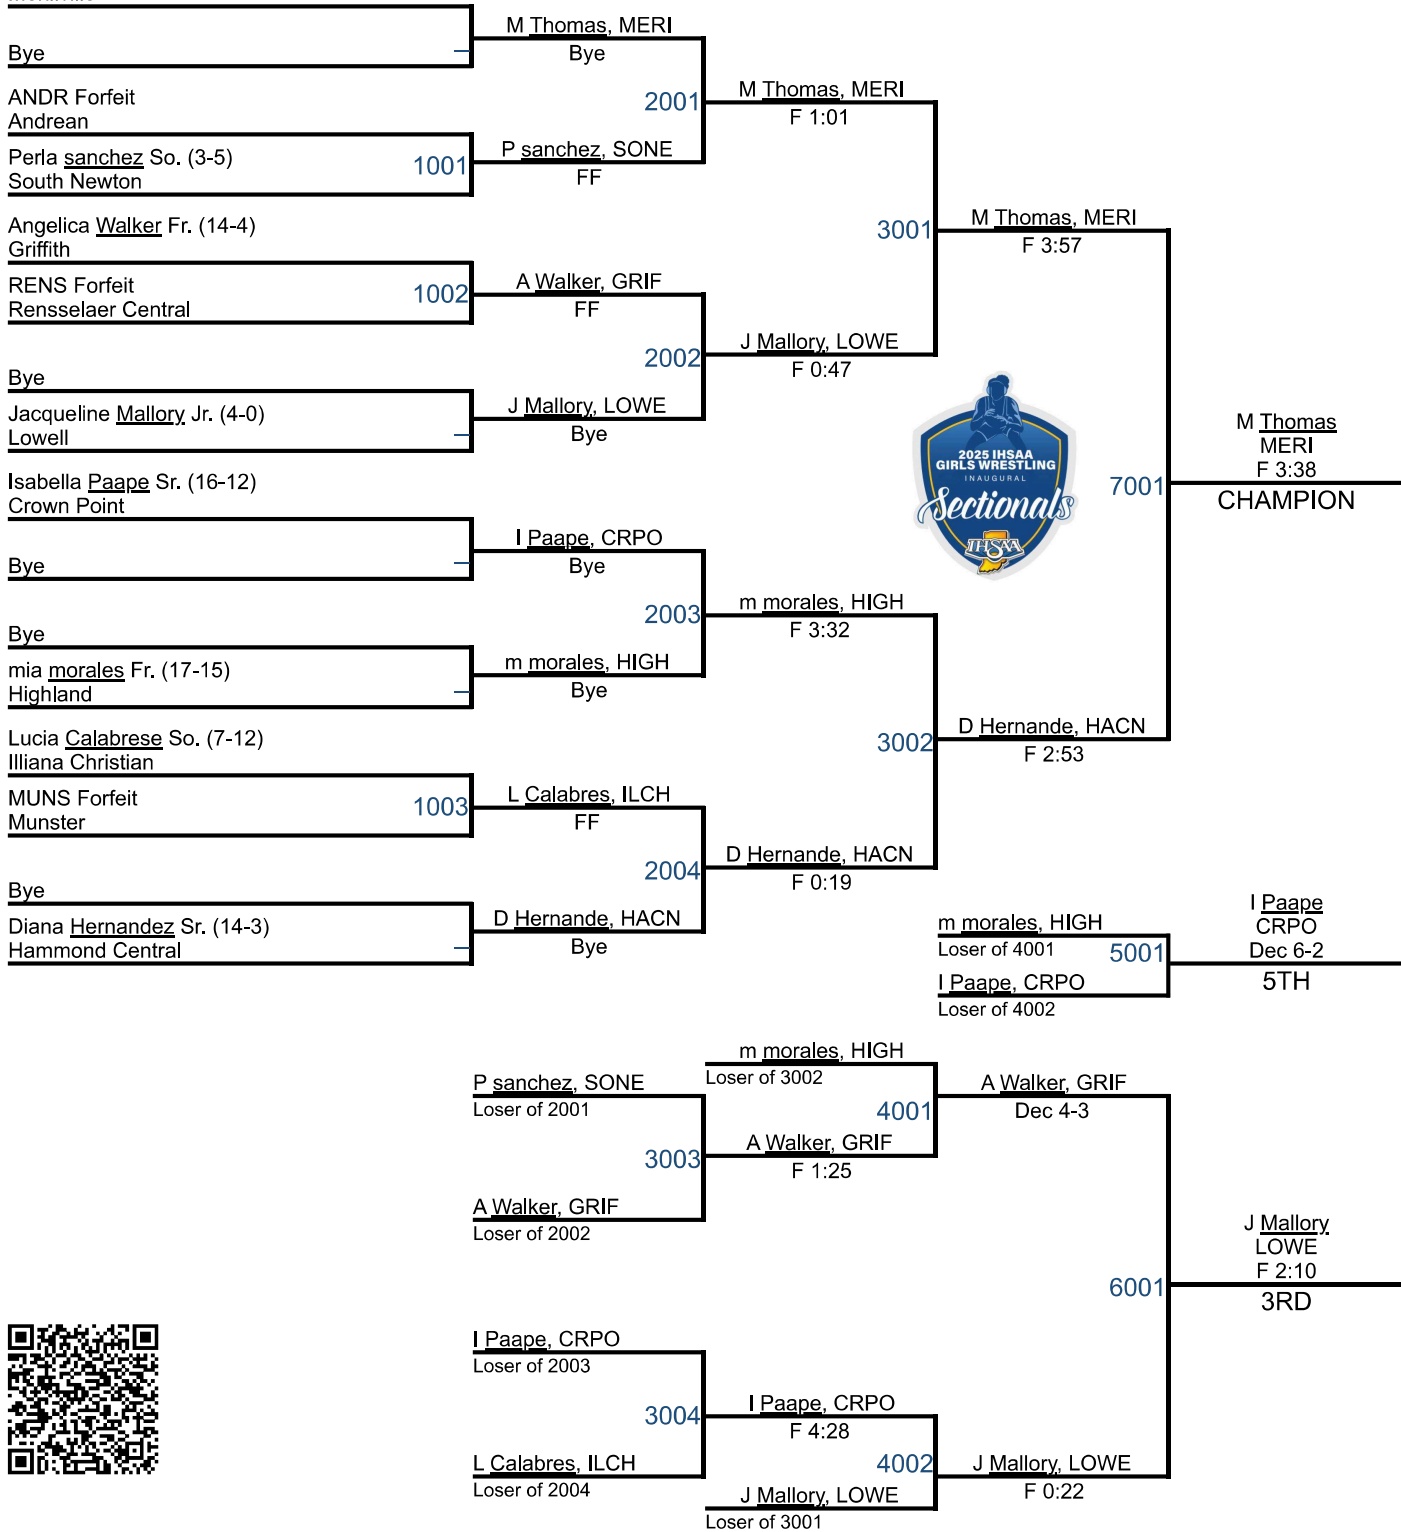 Bye
ANDR Forfeit
Andrean
Perla sanchez So. (3-5)
South Newton
1001
Angelica Walker Fr. (14-4)
Griffith
RENS Forfeit
Rensselaer Central
1002
Bye
Jacqueline Mallory Jr. (4-0)
Lowell
Isabella Paape Sr. (16-12)
Crown Point
Bye
Bye
mia morales Fr. (17-15)
Highland
Lucia Calabrese So. (7-12)
Illiana Christian
MUNS Forfeit
Munster
1003
Bye
Diana Hernandez Sr. (14-3)
Hammond Central
M Thomas, MERI
Bye
2001
P sanchez, SONE
FF
A Walker, GRIF
FF
2002
J Mallory, LOWE
Bye
I Paape, CRPO
Bye
2003
m morales, HIGH
Bye
L Calabres, ILCH
FF
2004
D Hernande, HACN
Bye
M Thomas, MERI
F 1:01
3001
J Mallory, LOWE
F 0:47
m morales, HIGH
F 3:32
3002
D Hernande, HACN
F 0:19
M Thomas, MERI
F 3:57
2025 IHSAA
GIRLS WRESTLING
INAUGURAL
Sectionals
IHSAA
7001
D Hernande, HACN
F 2:53
M Thomas
MERI
F 3:38
CHAMPION
m morales, HIGH
Loser of 4001
5001
I Paape, CRPO
Loser of 4002
I Paape
CRPO
Dec 6-2
5TH
P sanchez, SONE
Loser of 2001
3003
A Walker, GRIF
Loser of 2002
m morales, HIGH
Loser of 3002
4001
A Walker, GRIF
F 1:25
A Walker, GRIF
Dec 4-3
6001
I Paape, CRPO
Loser of 2003
3004
L Calabres, ILCH
Loser of 2004
I Paape, CRPO
F 4:28
4002
J Mallory, LOWE
Loser of 3001
J Mallory, LOWE
F 0:22
J Mallory
LOWE
F 2:10
3RD